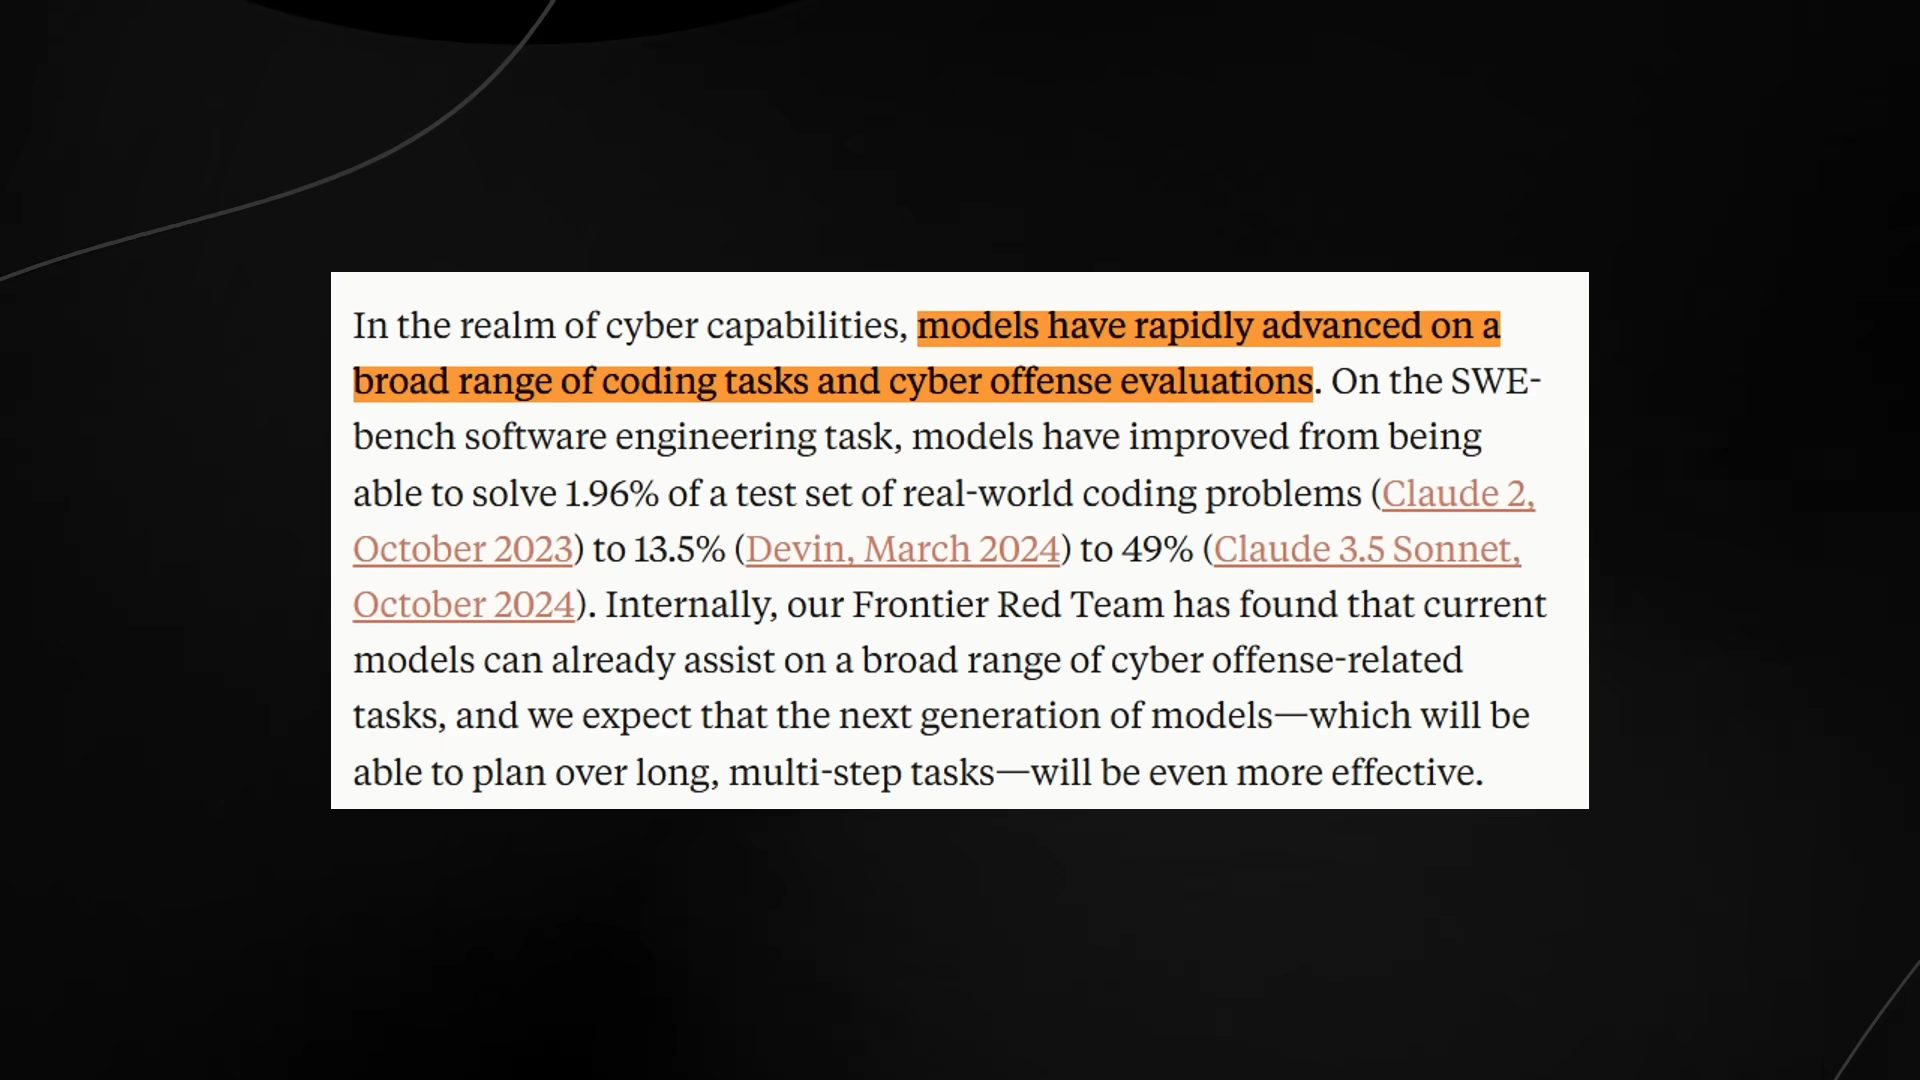 In the realm of cyber capabilities, models have rapidly advanced on a
broad range of coding tasks and cyber offense evaluations. On the SWE-
bench software engineering task, models have improved from being
able to solve 1.96% of a test set of real-world coding problems (Claude 2,
October 2023) to 13.5% (Devin, March 2024) to 49% (Claude 3.5 Sonnet,
October 2024). Internally, our Frontier Red Team has found that current
models can already assist on a broad range of cyber offense-related
tasks, and we expect that the next generation of models—which will be
able to plan over long, multi-step tasks—will be even more effective.